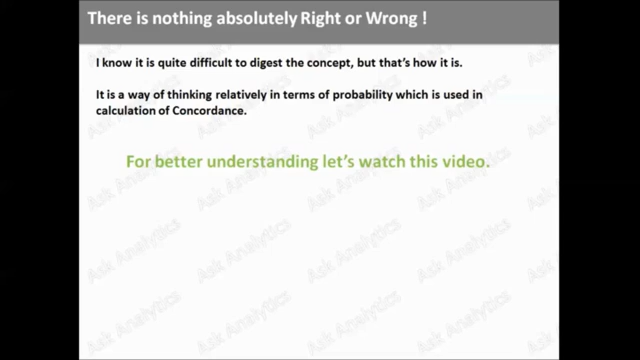 There is nothing absolutely Right or Wrong !
I know it is quite difficult to digest the concept, but that's how it is.
It is a way of thinking relatively in terms of probability which is used in
calculation of Concordance.
For better understanding let's watch this video.
Ask Analytics